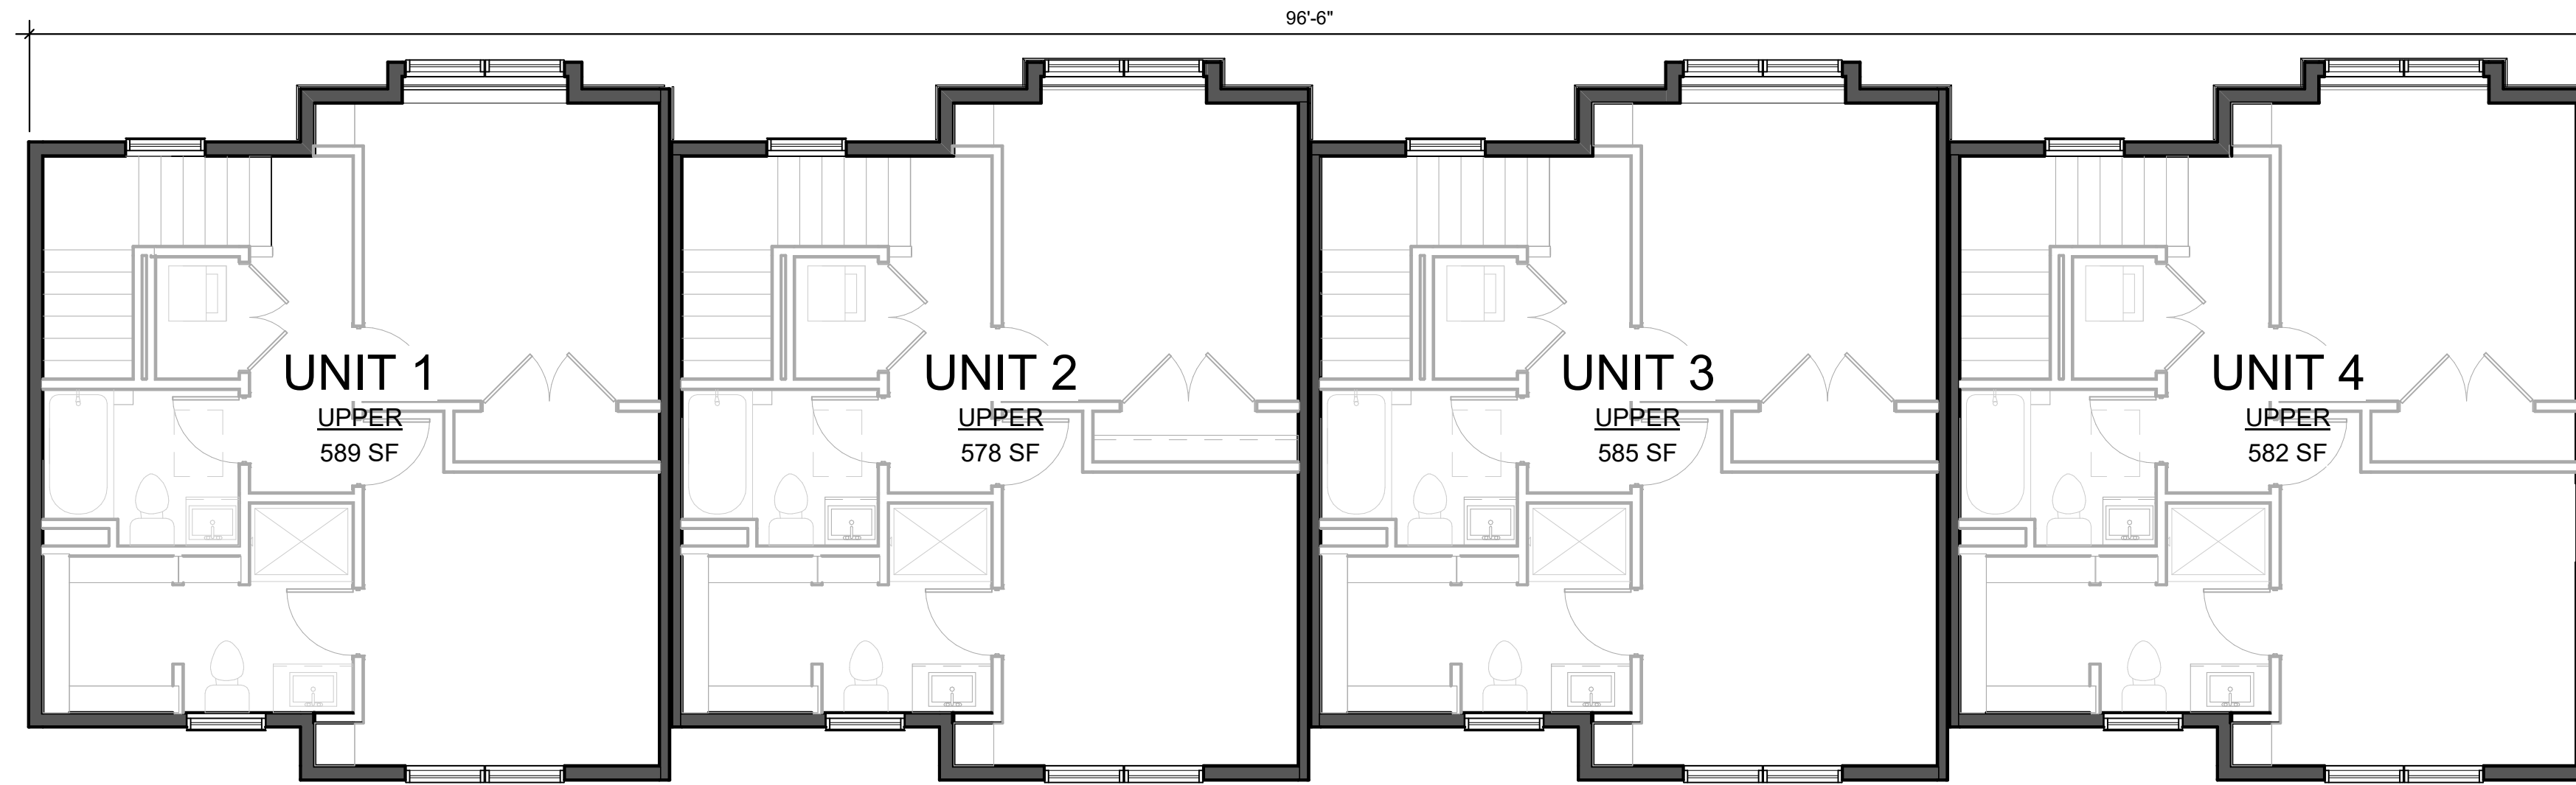 96'-6"
UNIT 1
UPPER
589 SF
UNIT 2
UPPER
578 SF
UNIT 3
UPPER
585 SF
UNIT 4
UPPER
582 SF